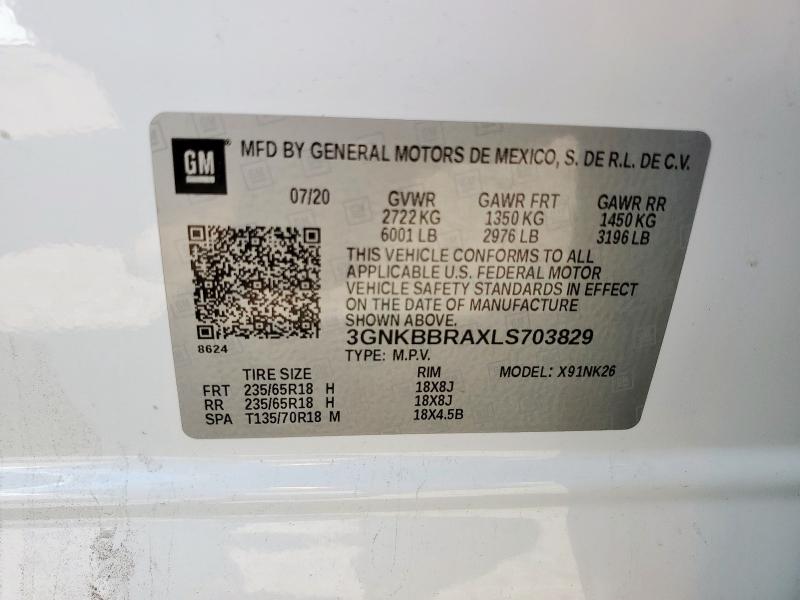 GM MFD BY GENERAL MOTORS DE MEXICO, S. DE R.L. DE C.V.
07/20 GVWR GAWR FRT GAWR RR
2722 KG 1350 KG 1450 KG
6001 LB 2976 LB 3196 LB
THIS VEHICLE CONFORMS TO ALL
APPLICABLE U.S. FEDERAL MOTOR
VEHICLE SAFETY STANDARDS IN EFFECT
ON THE DATE OF MANUFACTURE
SHOWN ABOVE.
3GNKBBRAXLS703829
8624 TYPE: M.P.V.
TIRE SIZE RIM MODEL: X91NK26
FRT 235/65R18 H 18X8J
RR 235/65R18 H 18X8J
SPA T135/70R18 M 18X4.5B